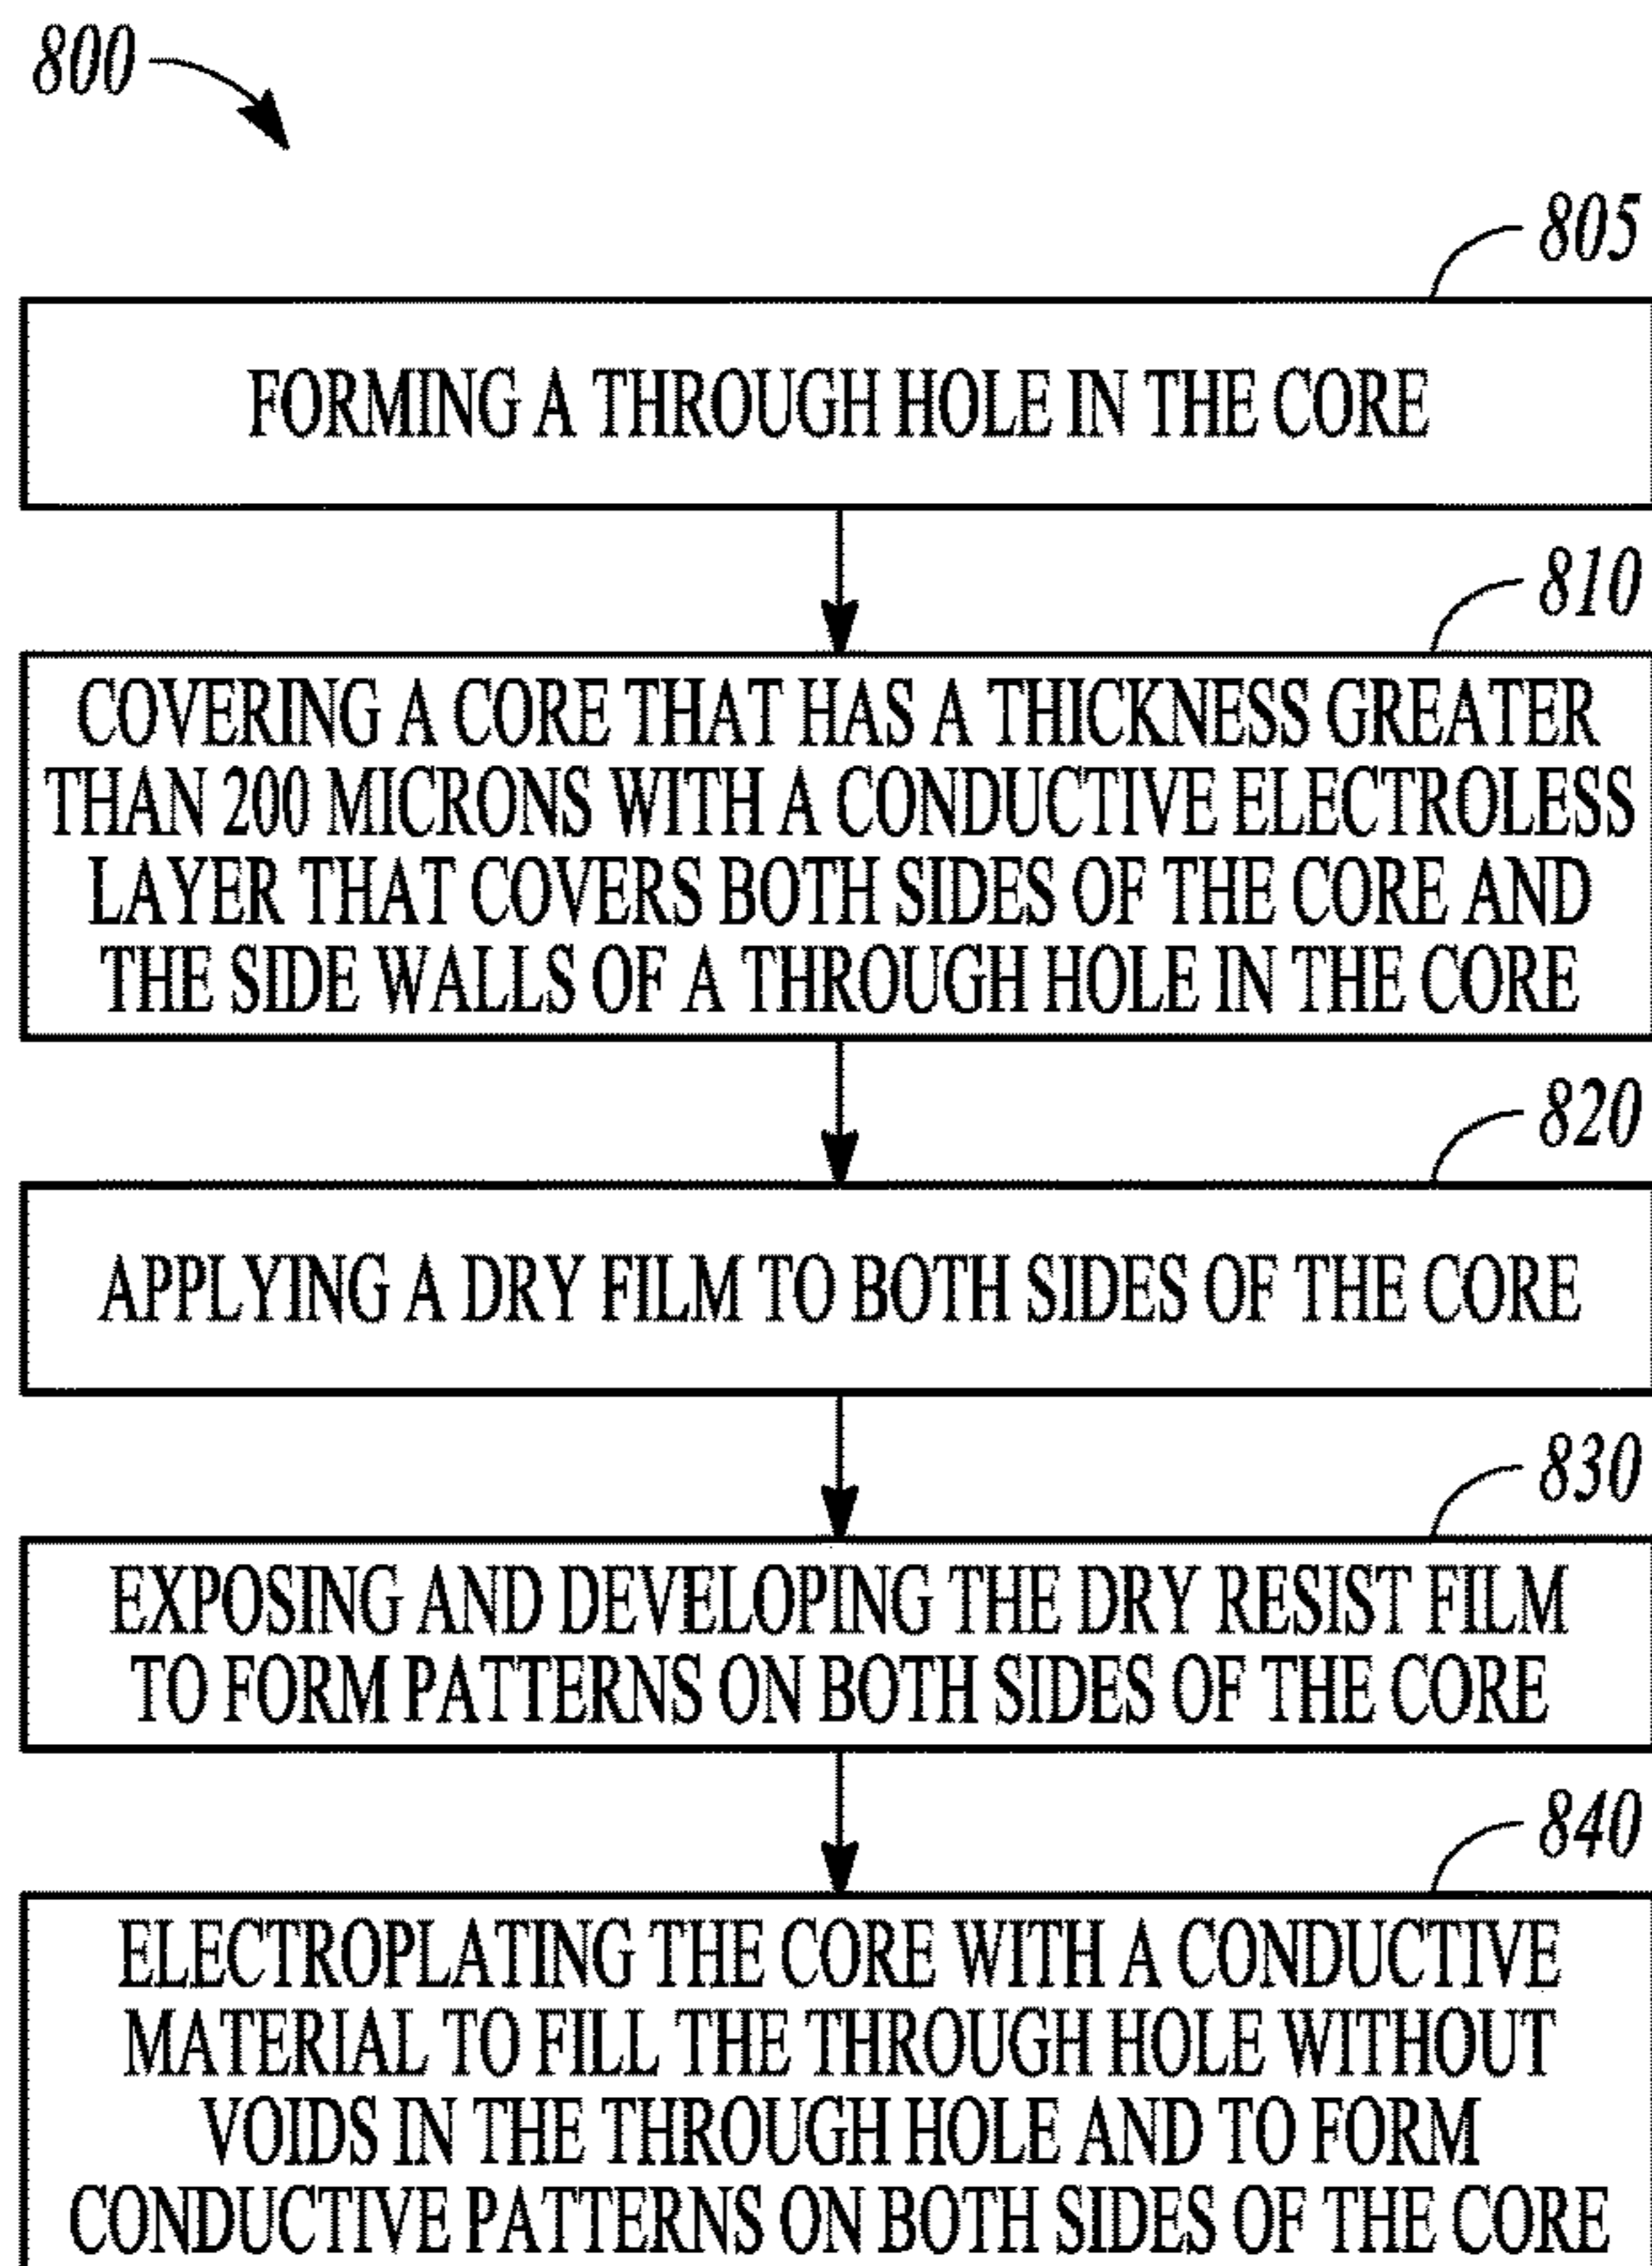 800
805
FORMING A THROUGH HOLE IN THE CORE
810
COVERING A CORE THAT HAS A THICKNESS GREATER
THAN 200 MICRONS WITH A CONDUCTIVE ELECTROLESS
LAYER THAT COVERS BOTH SIDES OF THE CORE AND
THE SIDE WALLS OF A THROUGH HOLE IN THE CORE
820
APPLYING A DRY FILM TO BOTH SIDES OF THE CORE
830
EXPOSING AND DEVELOPING THE DRY RESIST FILM
TO FORM PATTERNS ON BOTH SIDES OF THE CORE
840
ELECTROPLATING THE CORE WITH A CONDUCTIVE
MATERIAL TO FILL THE THROUGH HOLE WITHOUT
VOIDS IN THE THROUGH HOLE AND TO FORM
CONDUCTIVE PATTERNS ON BOTH SIDES OF THE CORE